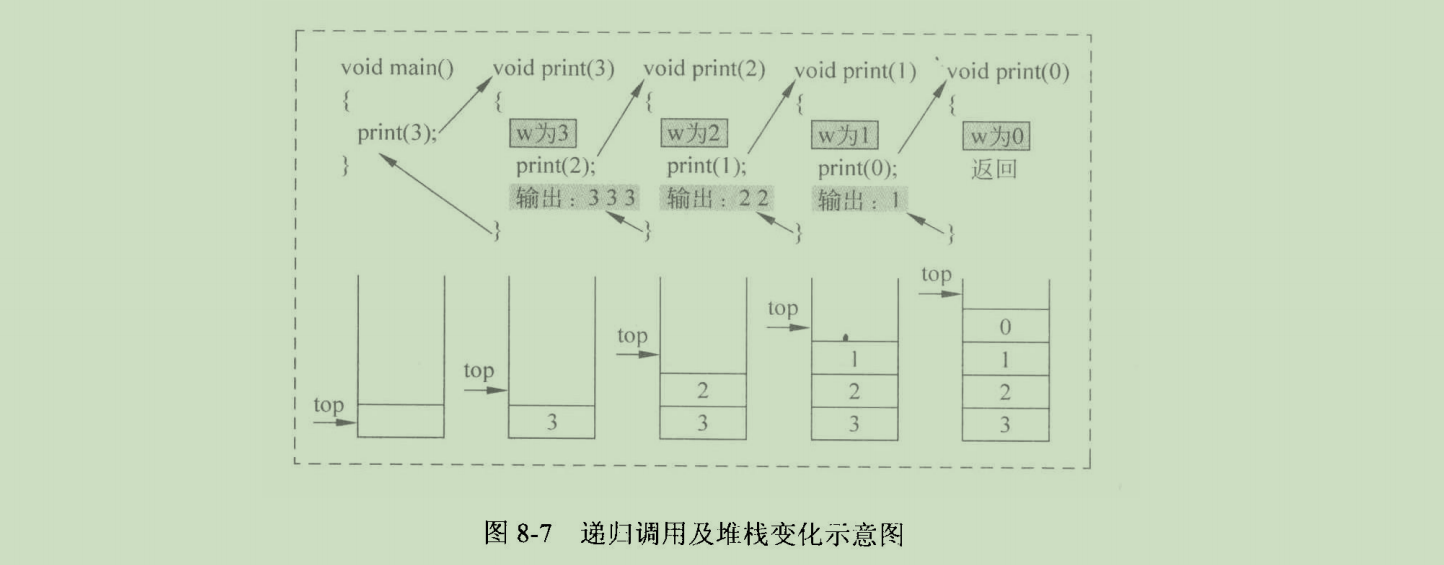 void main() void print(3) void print(2) void print(1) void print(0)
{ { { { {
print(3); w为3 w为2 w为1 w为0
} print(2); print(1); print(0); 返回
输出：3 3 3 输出：2 2 输出：1
} } } }
top
top
top
top
top
0
1 1
2 2 2
3 3 3 3
图 8-7 递归调用及堆栈变化示意图